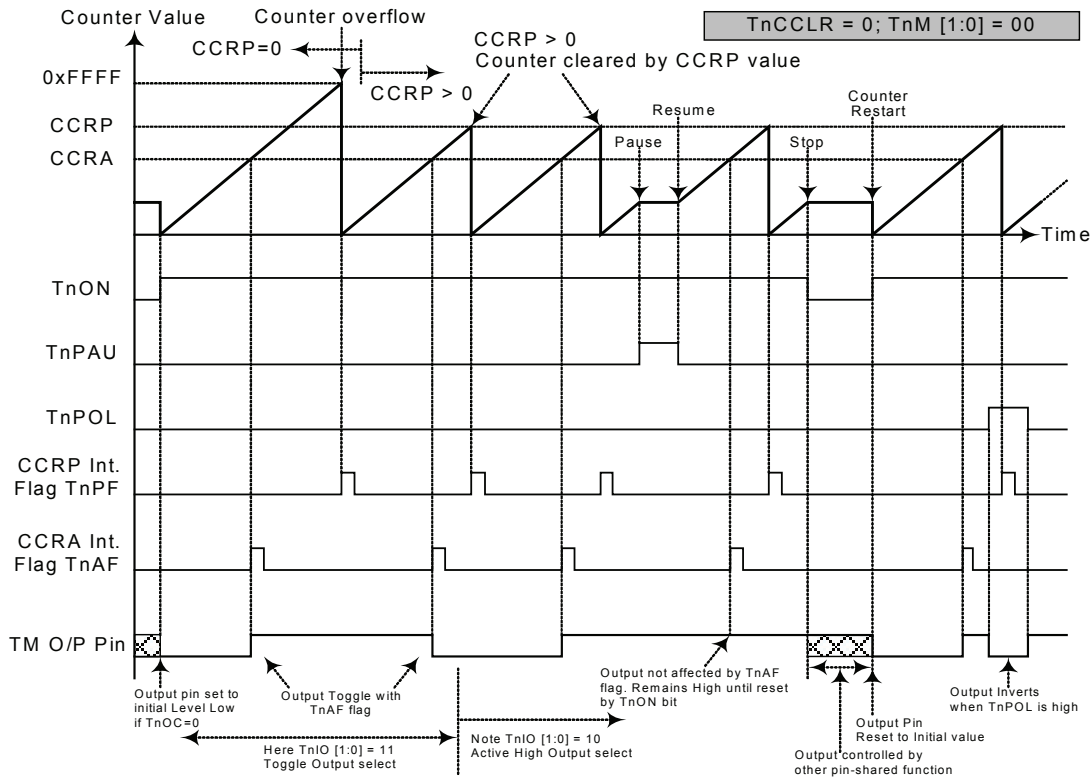 Counter Value
Counter overflow
TnCCLR = 0; TnM [1:0] = 00
CCRP=0
CCRP > 0
CCRP > 0
Counter cleared by CCRP value
0xFFFF
CCRP
CCRA
Pause
Resume
Stop
Counter
Restart
Time
TnON
TnPAU
TnPOL
CCRP Int.
Flag TnPF
CCRA Int.
Flag TnAF
TM O/P Pin
Output pin set to
initial Level Low
if TnOC=0
Output Toggle with
TnAF flag
Here TnIO [1:0] = 11
Toggle Output select
Note TnIO [1:0] = 10
Active High Output select
Output not affected by TnAF
flag. Remains High until reset
by TnON bit
Output controlled by
other pin-shared function
Output Pin
Reset to Initial value
Output Inverts
when TnPOL is high